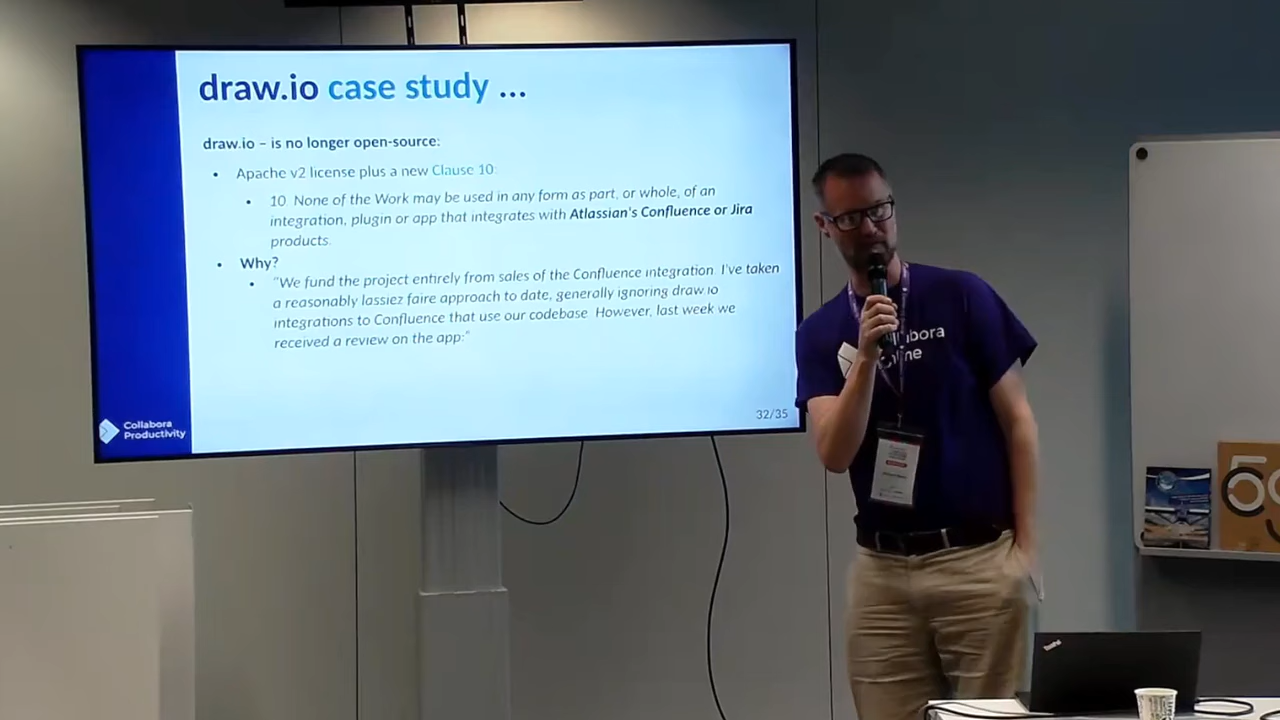 draw.io case study ...
draw.io – is no longer open-source:
• Apache v2 license plus a new Clause 10:
• 10. None of the Work may be used in any form as part, or whole, of an
integration, plugin or app that integrates with Atlassian's Confluence or Jira
products.
• Why?
• "We fund the project entirely from sales of the Confluence integration. I've taken
a reasonably lassiez faire approach to date, generally ignoring draw.io
integrations to Confluence that use our codebase. However, last week we
received a review on the app:"
32/35
Collabora
Productivity